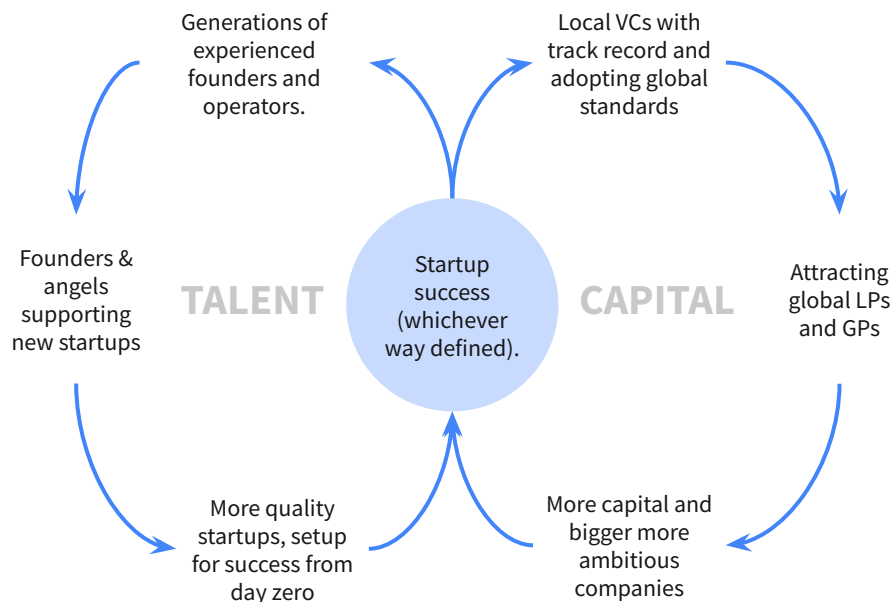 Generations of
experienced
founders and
operators.
Local VCs with
track record and
adopting global
standards
Founders &
angels
supporting
new startups
TALENT
Startup
success
(whichever
way defined).
CAPITAL
Attracting
global LPs
and GPs
More quality
startups, setup
for success from
day zero
More capital and
bigger more
ambitious
companies